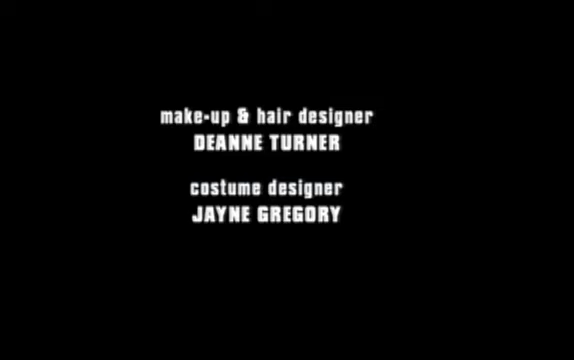 make-up & hair designer
DEANNE TURNER
costume designer
JAYNE GREGORY